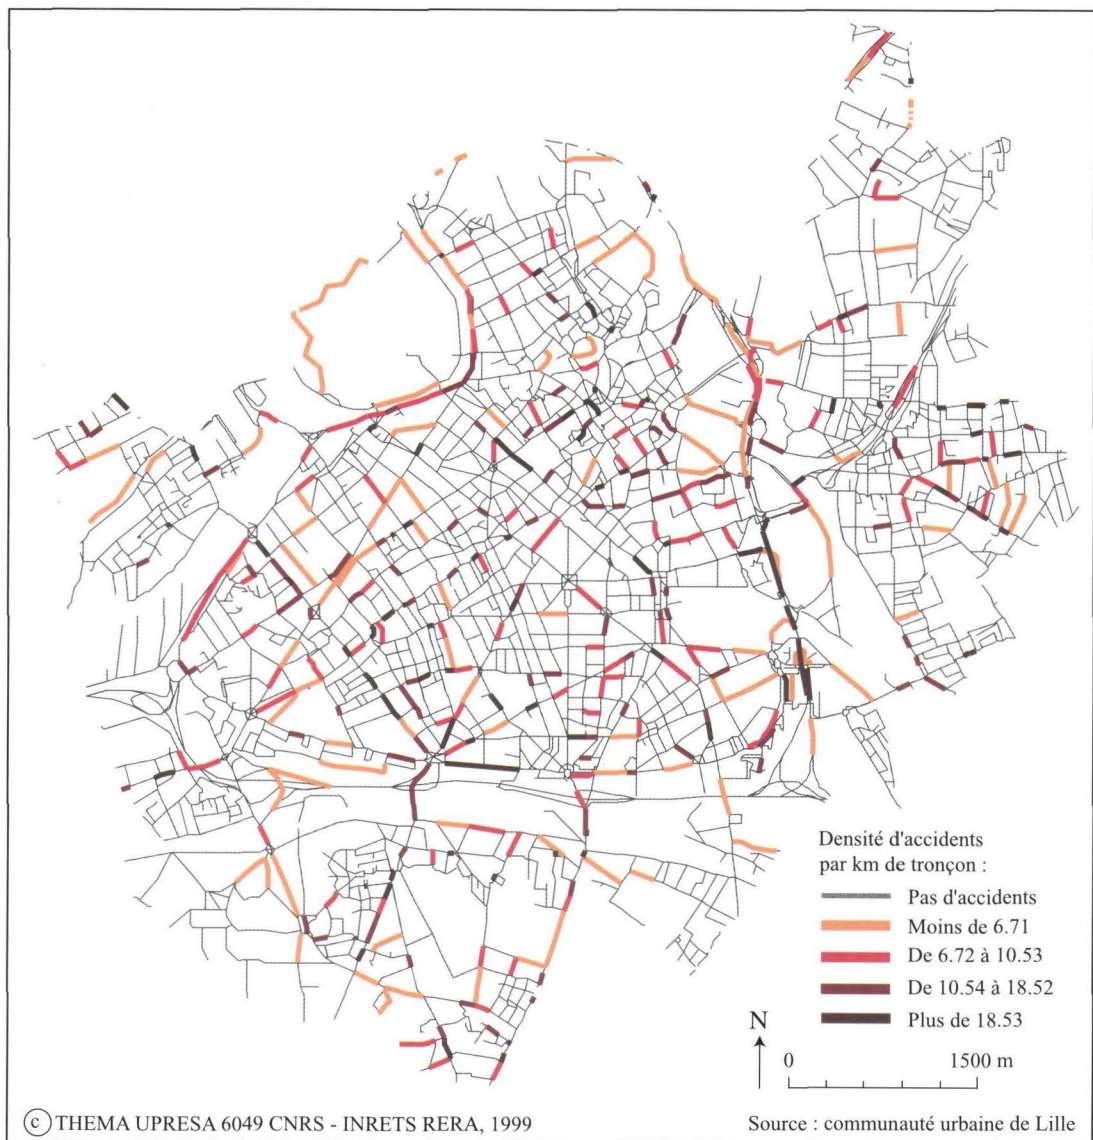 Densité d'accidents
par km de tronçon :
Pas d'accidents
Moins de 6.71
De 6.72 à 10.53
De 10.54 à 18.52
Plus de 18.53
N
0 1500 m
c THEMA UPRESA 6049 CNRS - INRETS RERA, 1999
Source : communauté urbaine de Lille